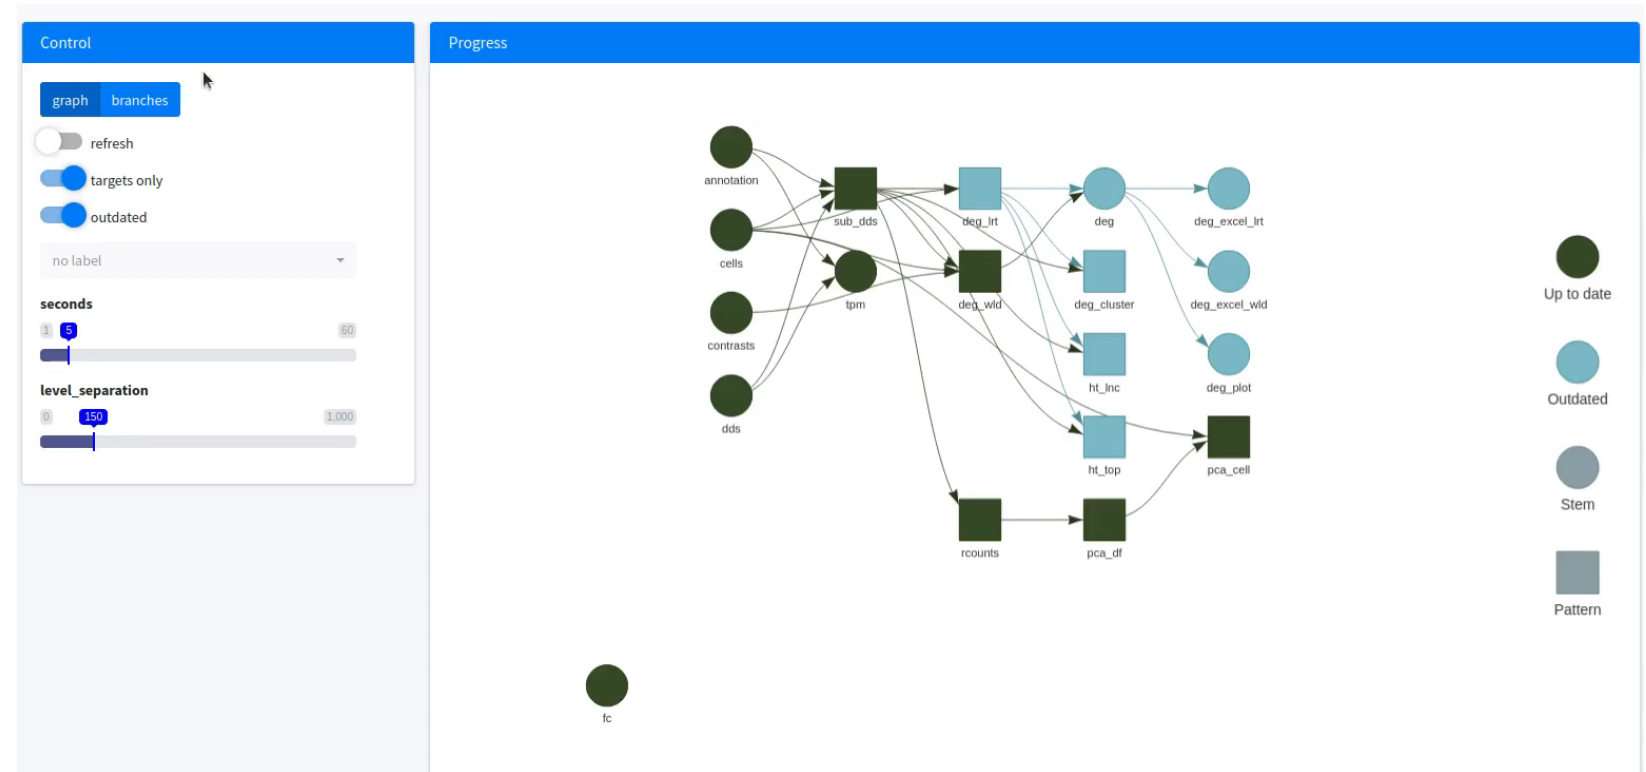 Control
graph branches
refresh
targets only
outdated
no label
seconds
1 5 60
level_separation
0 150 1,000
Progress
annotation
cells
contrasts
dds
sub_dds
tpm
deg_lrt
deg_wld
rcounts
deg
deg_cluster
ht_lnc
ht_top
pca_df
deg_excel_lrt
deg_excel_wld
deg_plot
pca_cell
fc
Up to date
Outdated
Stem
Pattern